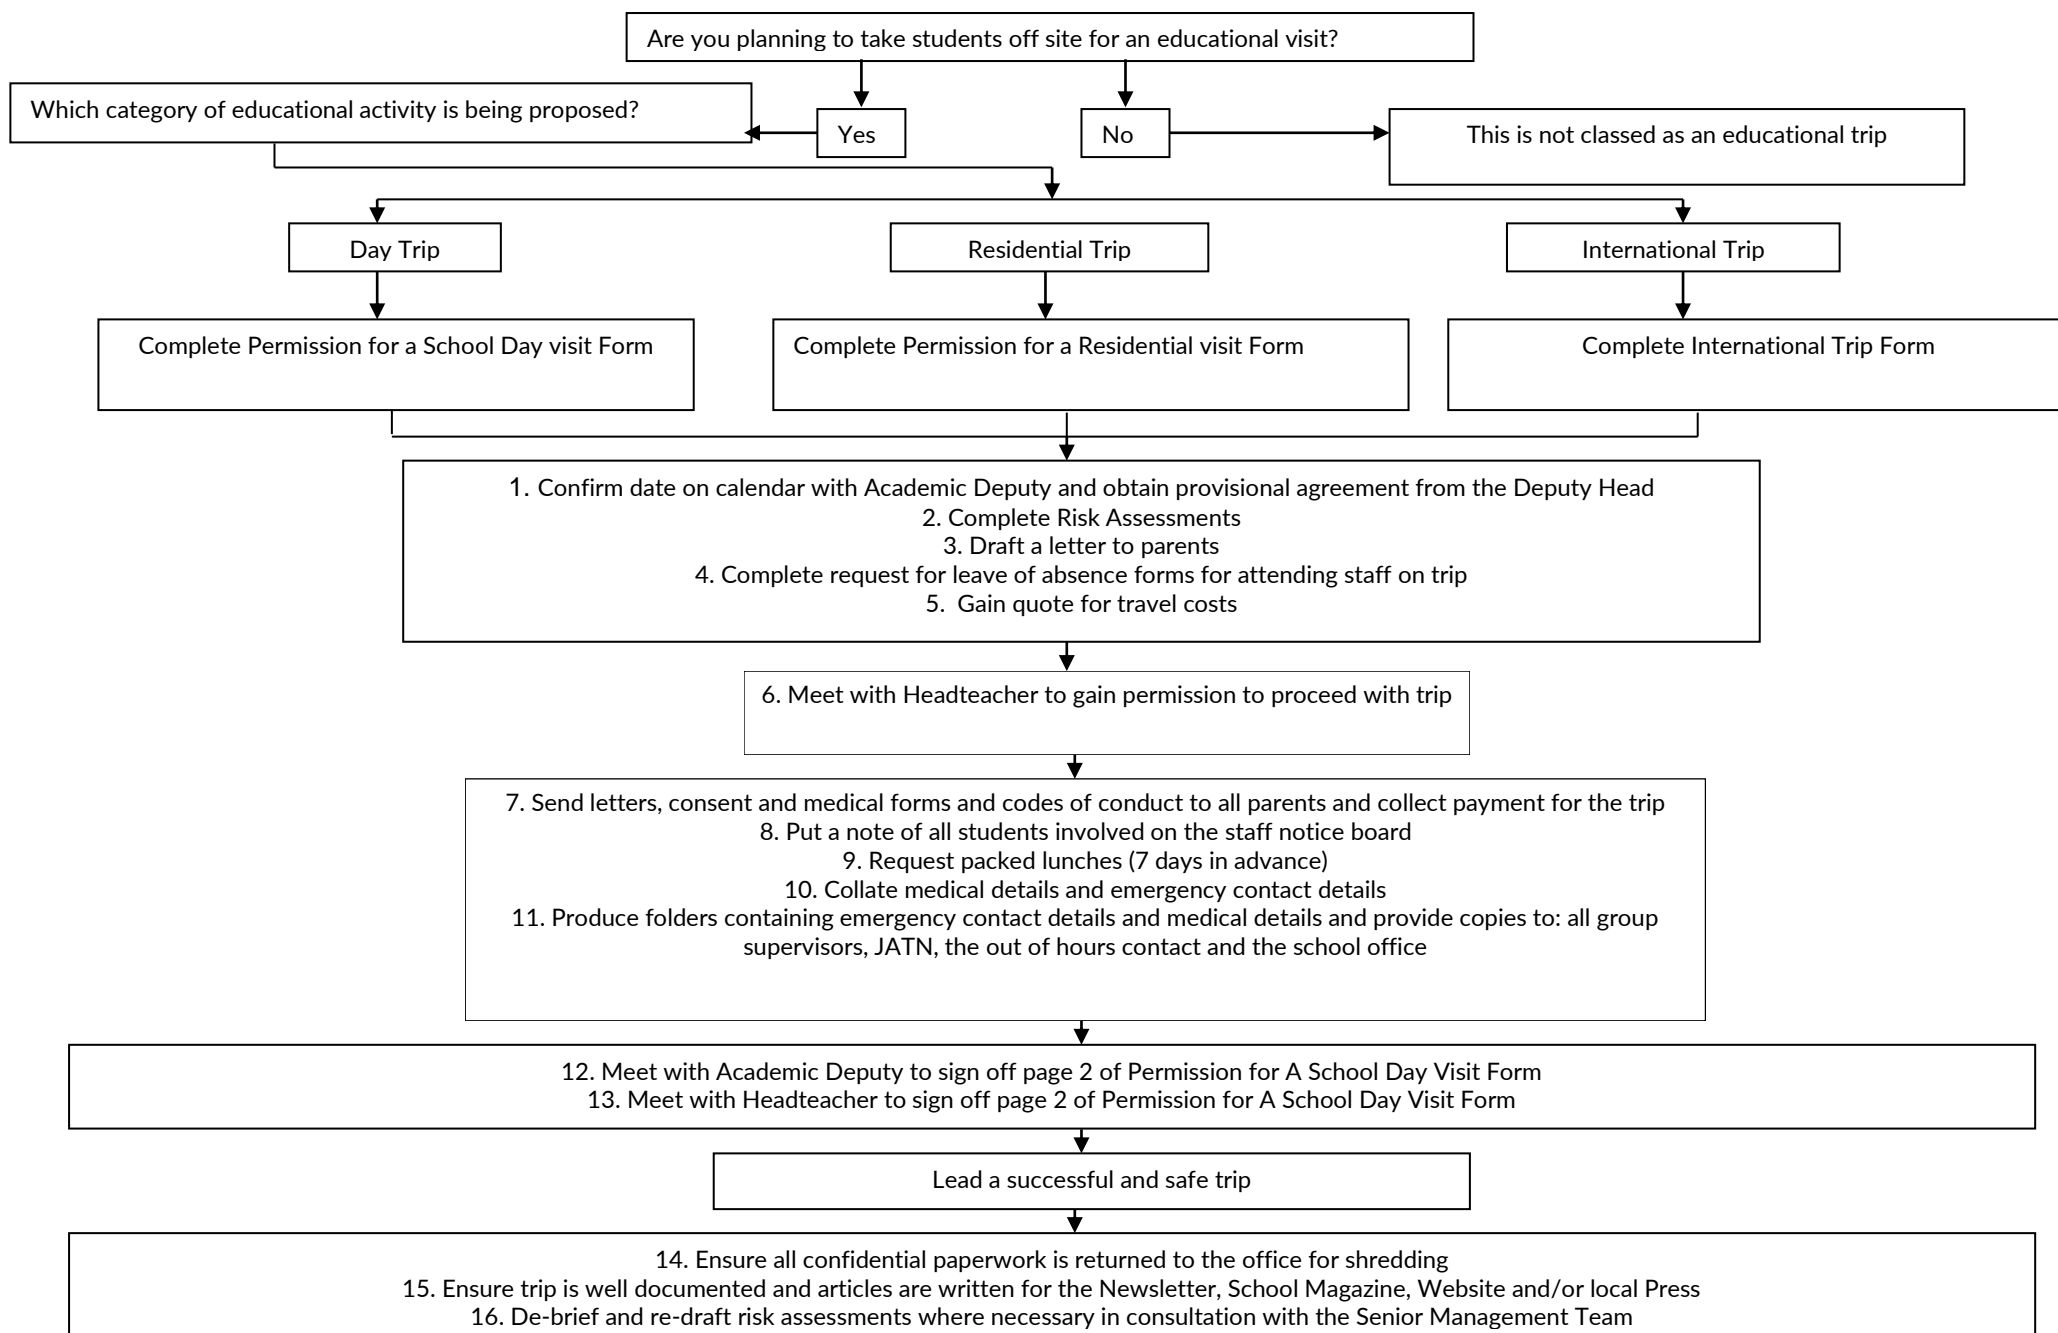 Are you planning to take students off site for an educational visit?
Which category of educational activity is being proposed?
Yes
No
This is not classed as an educational trip
Day Trip
Residential Trip
International Trip
Complete Permission for a School Day visit Form
Complete Permission for a Residential visit Form
Complete International Trip Form
1. Confirm date on calendar with Academic Deputy and obtain provisional agreement from the Deputy Head
2. Complete Risk Assessments
3. Draft a letter to parents
4. Complete request for leave of absence forms for attending staff on trip
5. Gain quote for travel costs
6. Meet with Headteacher to gain permission to proceed with trip
7. Send letters, consent and medical forms and codes of conduct to all parents and collect payment for the trip
8. Put a note of all students involved on the staff notice board
9. Request packed lunches (7 days in advance)
10. Collate medical details and emergency contact details
11. Produce folders containing emergency contact details and medical details and provide copies to: all group
supervisors, JATN, the out of hours contact and the school office
12. Meet with Academic Deputy to sign off page 2 of Permission for A School Day Visit Form
13. Meet with Headteacher to sign off page 2 of Permission for A School Day Visit Form
Lead a successful and safe trip
14. Ensure all confidential paperwork is returned to the office for shredding
15. Ensure trip is well documented and articles are written for the Newsletter, School Magazine, Website and/or local Press
16. De-brief and re-draft risk assessments where necessary in consultation with the Senior Management Team